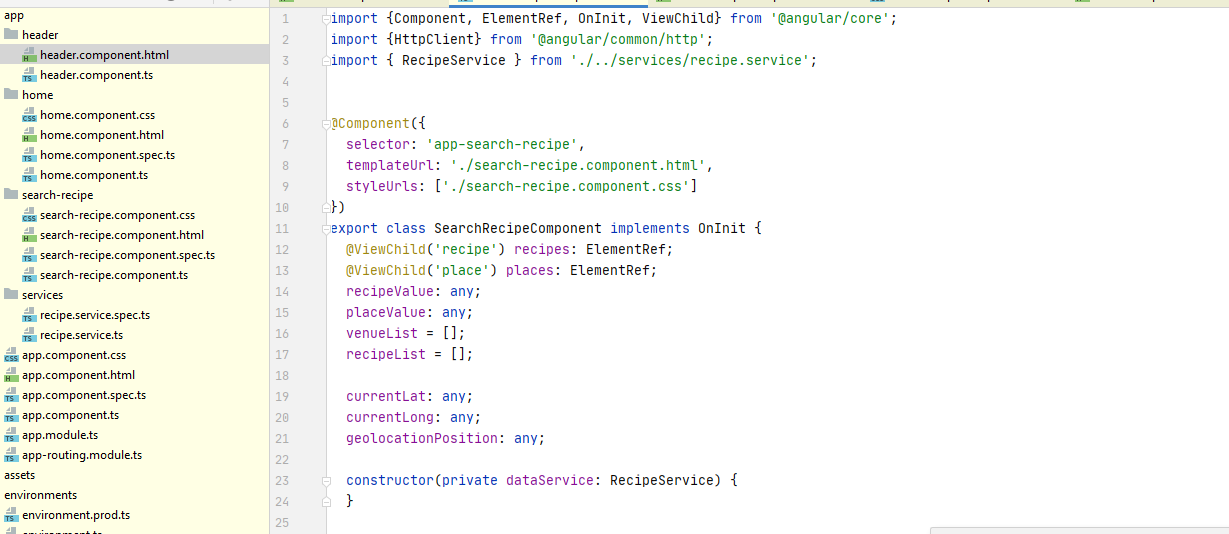 app
header
header.component.html
header.component.ts
home
home.component.css
home.component.html
home.component.spec.ts
home.component.ts
search-recipe
search-recipe.component.css
search-recipe.component.html
search-recipe.component.spec.ts
search-recipe.component.ts
services
recipe.service.spec.ts
recipe.service.ts
app.component.css
app.component.html
app.component.spec.ts
app.component.ts
app.module.ts
app-routing.module.ts
assets
environments
environment.prod.ts
1 import {Component, ElementRef, OnInit, ViewChild} from '@angular/core';
2 import {HttpClient} from '@angular/common/http';
3 import { RecipeService } from './../services/recipe.service';
4
5
6 @Component({
7 selector: 'app-search-recipe',
8 templateUrl: './search-recipe.component.html',
9 styleUrls: ['./search-recipe.component.css']
10 })
11 export class SearchRecipeComponent implements OnInit {
12 @ViewChild('recipe') recipes: ElementRef;
13 @ViewChild('place') places: ElementRef;
14 recipeValue: any;
15 placeValue: any;
16 venueList = [];
17 recipeList = [];
18
19 currentLat: any;
20 currentLong: any;
21 geolocationPosition: any;
22
23 constructor(private dataService: RecipeService) {
24 }
25